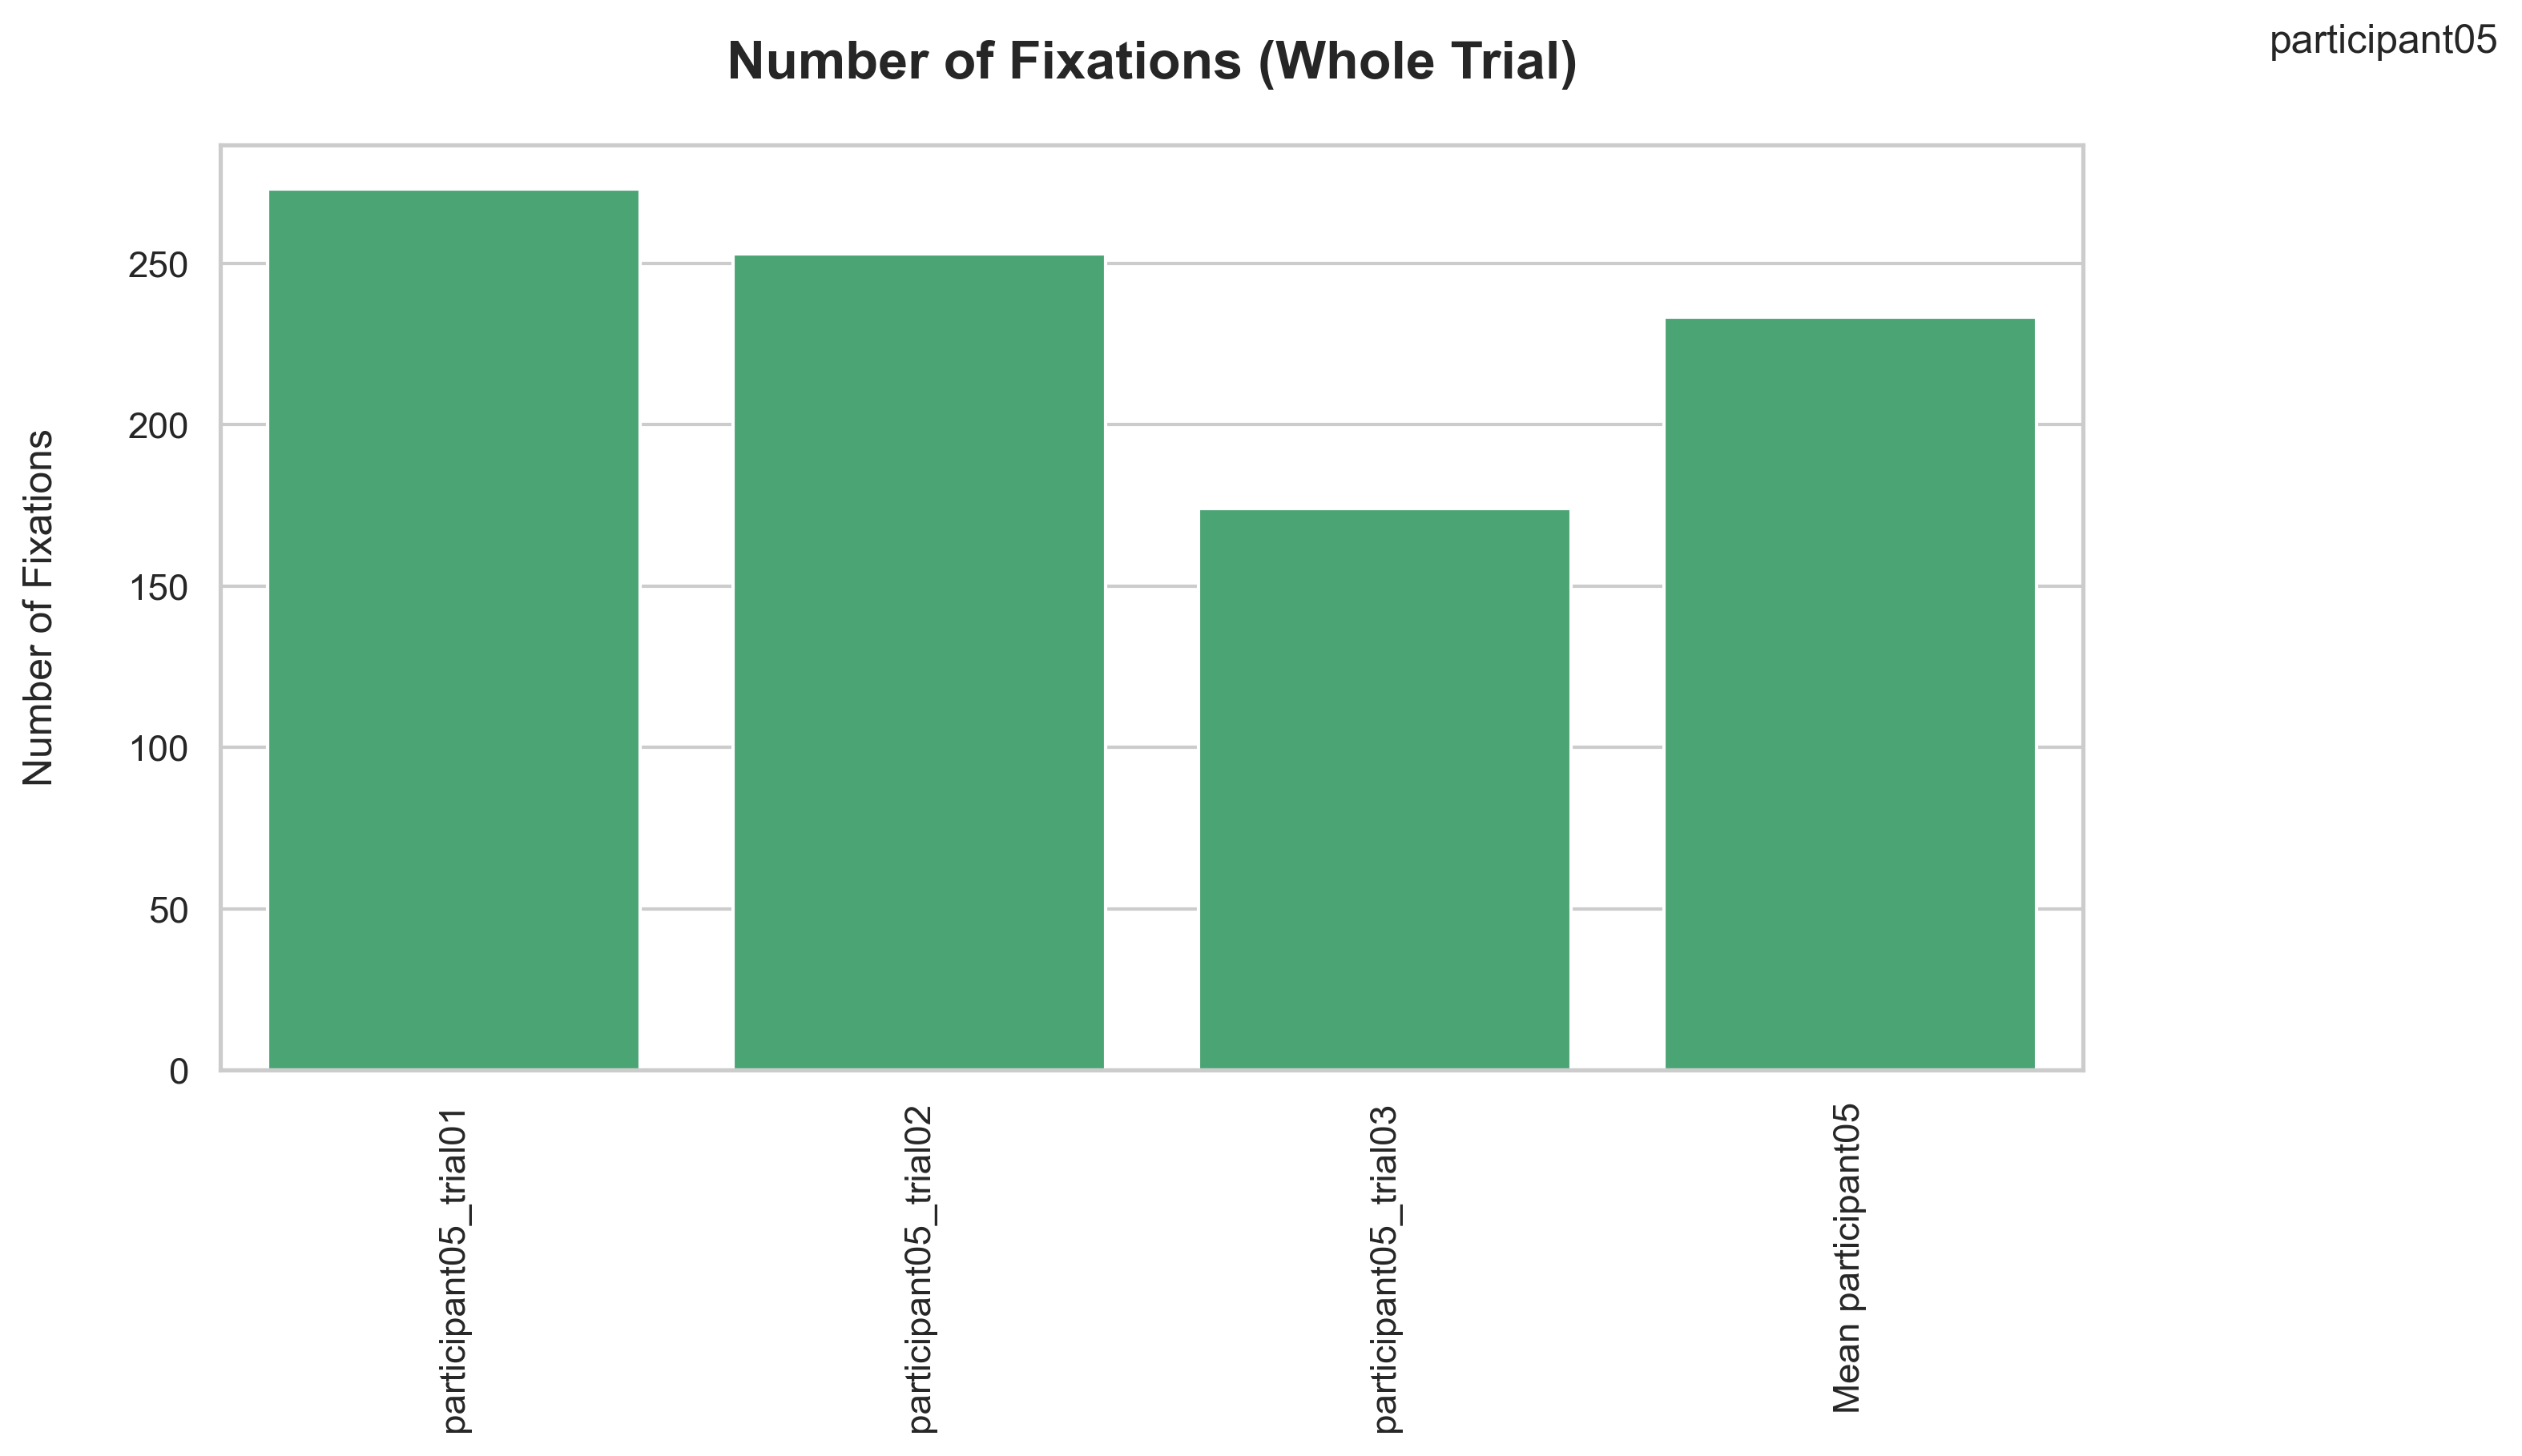 participant05
Number of Fixations (Whole Trial)
Number of Fixations
250
200
150
100
50
0
participant05_trial01
participant05_trial02
participant05_trial03
Mean participant05